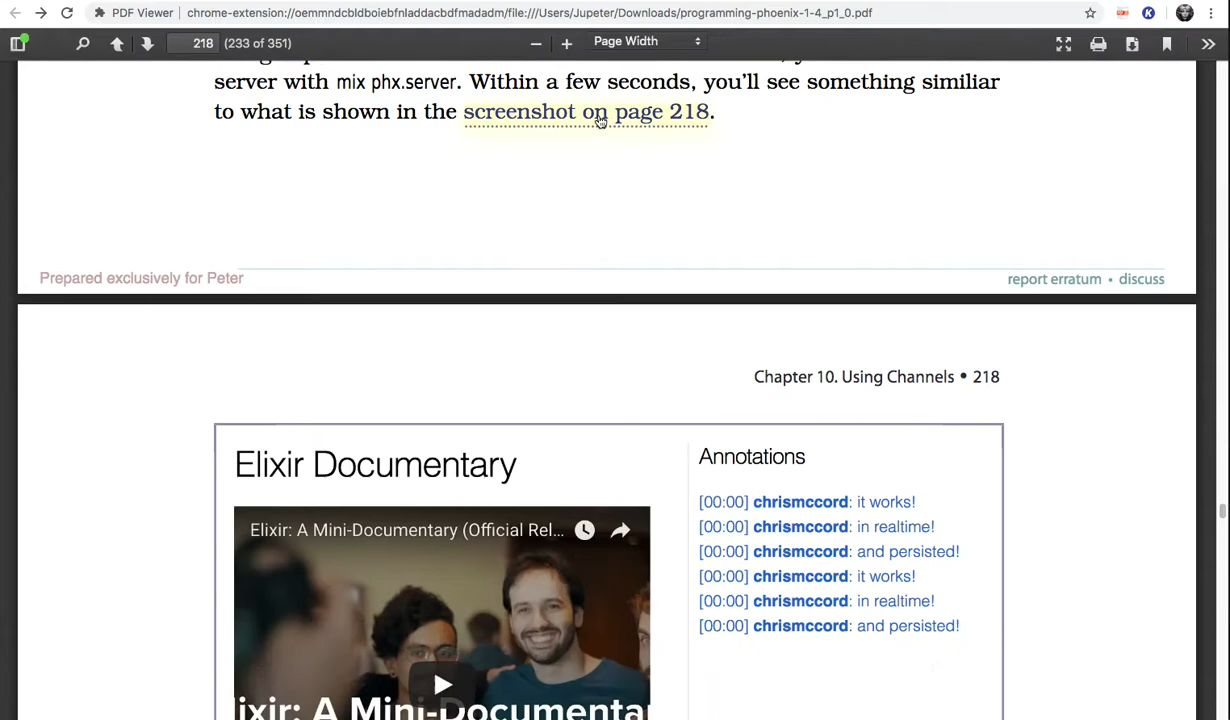 PDF Viewer chrome-extension://oemmndcbldboiebfnladdacbdfmadadm/file:///Users/Jupeter/Downloads/programming-phoenix-1-4_p1_0.pdf
218 (233 of 351) Page Width
server with mix phx.server. Within a few seconds, you'll see something similiar
to what is shown in the screenshot on page 218.
Prepared exclusively for Peter report erratum • discuss
Chapter 10. Using Channels • 218
Elixir Documentary
Elixir: A Mini-Documentary (Official Rel...
lixir: A Mini-Documenta
Annotations
[00:00] chrismccord: it works!
[00:00] chrismccord: in realtime!
[00:00] chrismccord: and persisted!
[00:00] chrismccord: it works!
[00:00] chrismccord: in realtime!
[00:00] chrismccord: and persisted!